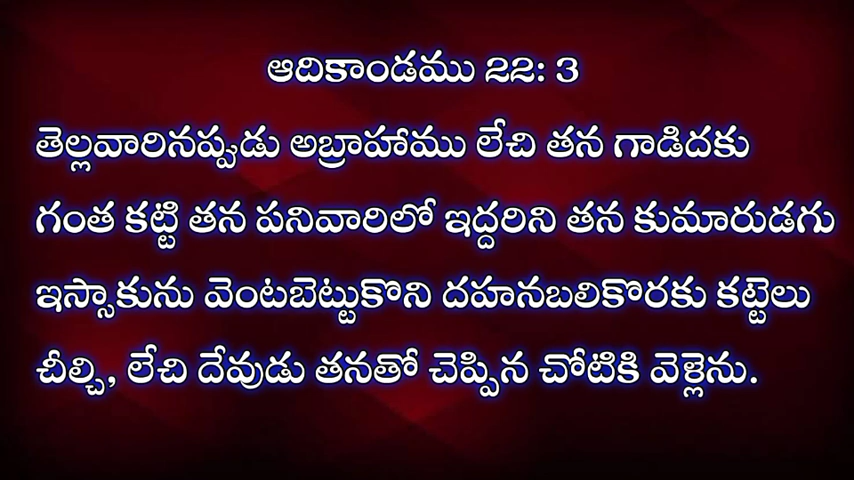 ఆదికాండము 22: 3
తెల్లవారినప్పుడు అబ్రాహాము లేచి తన గాడిదకు
గంత కట్టి తన పనివారిలో ఇద్దరిని తన కుమారుడగు
ఇస్సాకును వెంటబెట్టుకొని దహనబలికొరకు కట్టెలు
చీల్చి, లేచి దేవుడు తనతో చెప్పిన చోటికి వెళ్లెను.